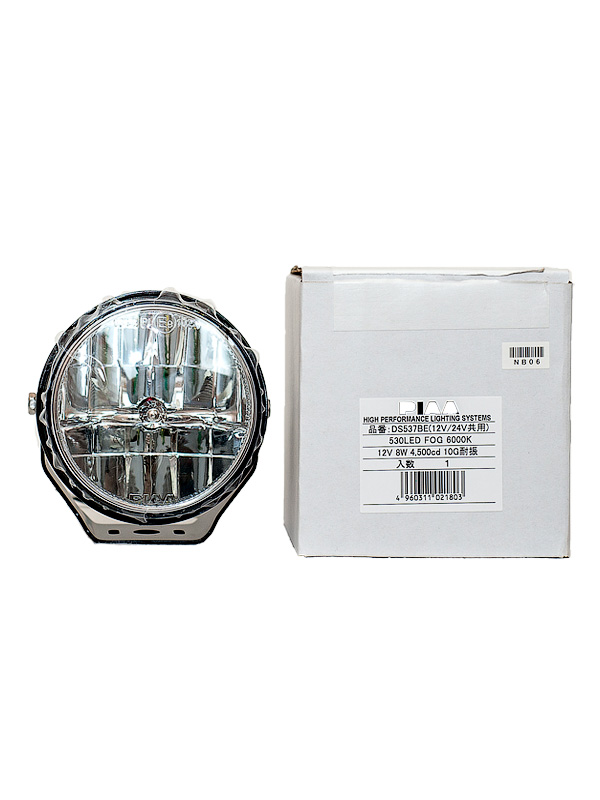 PIAA
NB06
PIAA
HIGH PERFORMANCE LIGHTING SYSTEMS
品番:DS537BE(12V/24V共用)
530LED FOG 6000K
12V 8W 4,500cd 10G耐振
入数 1
4 960311 021803